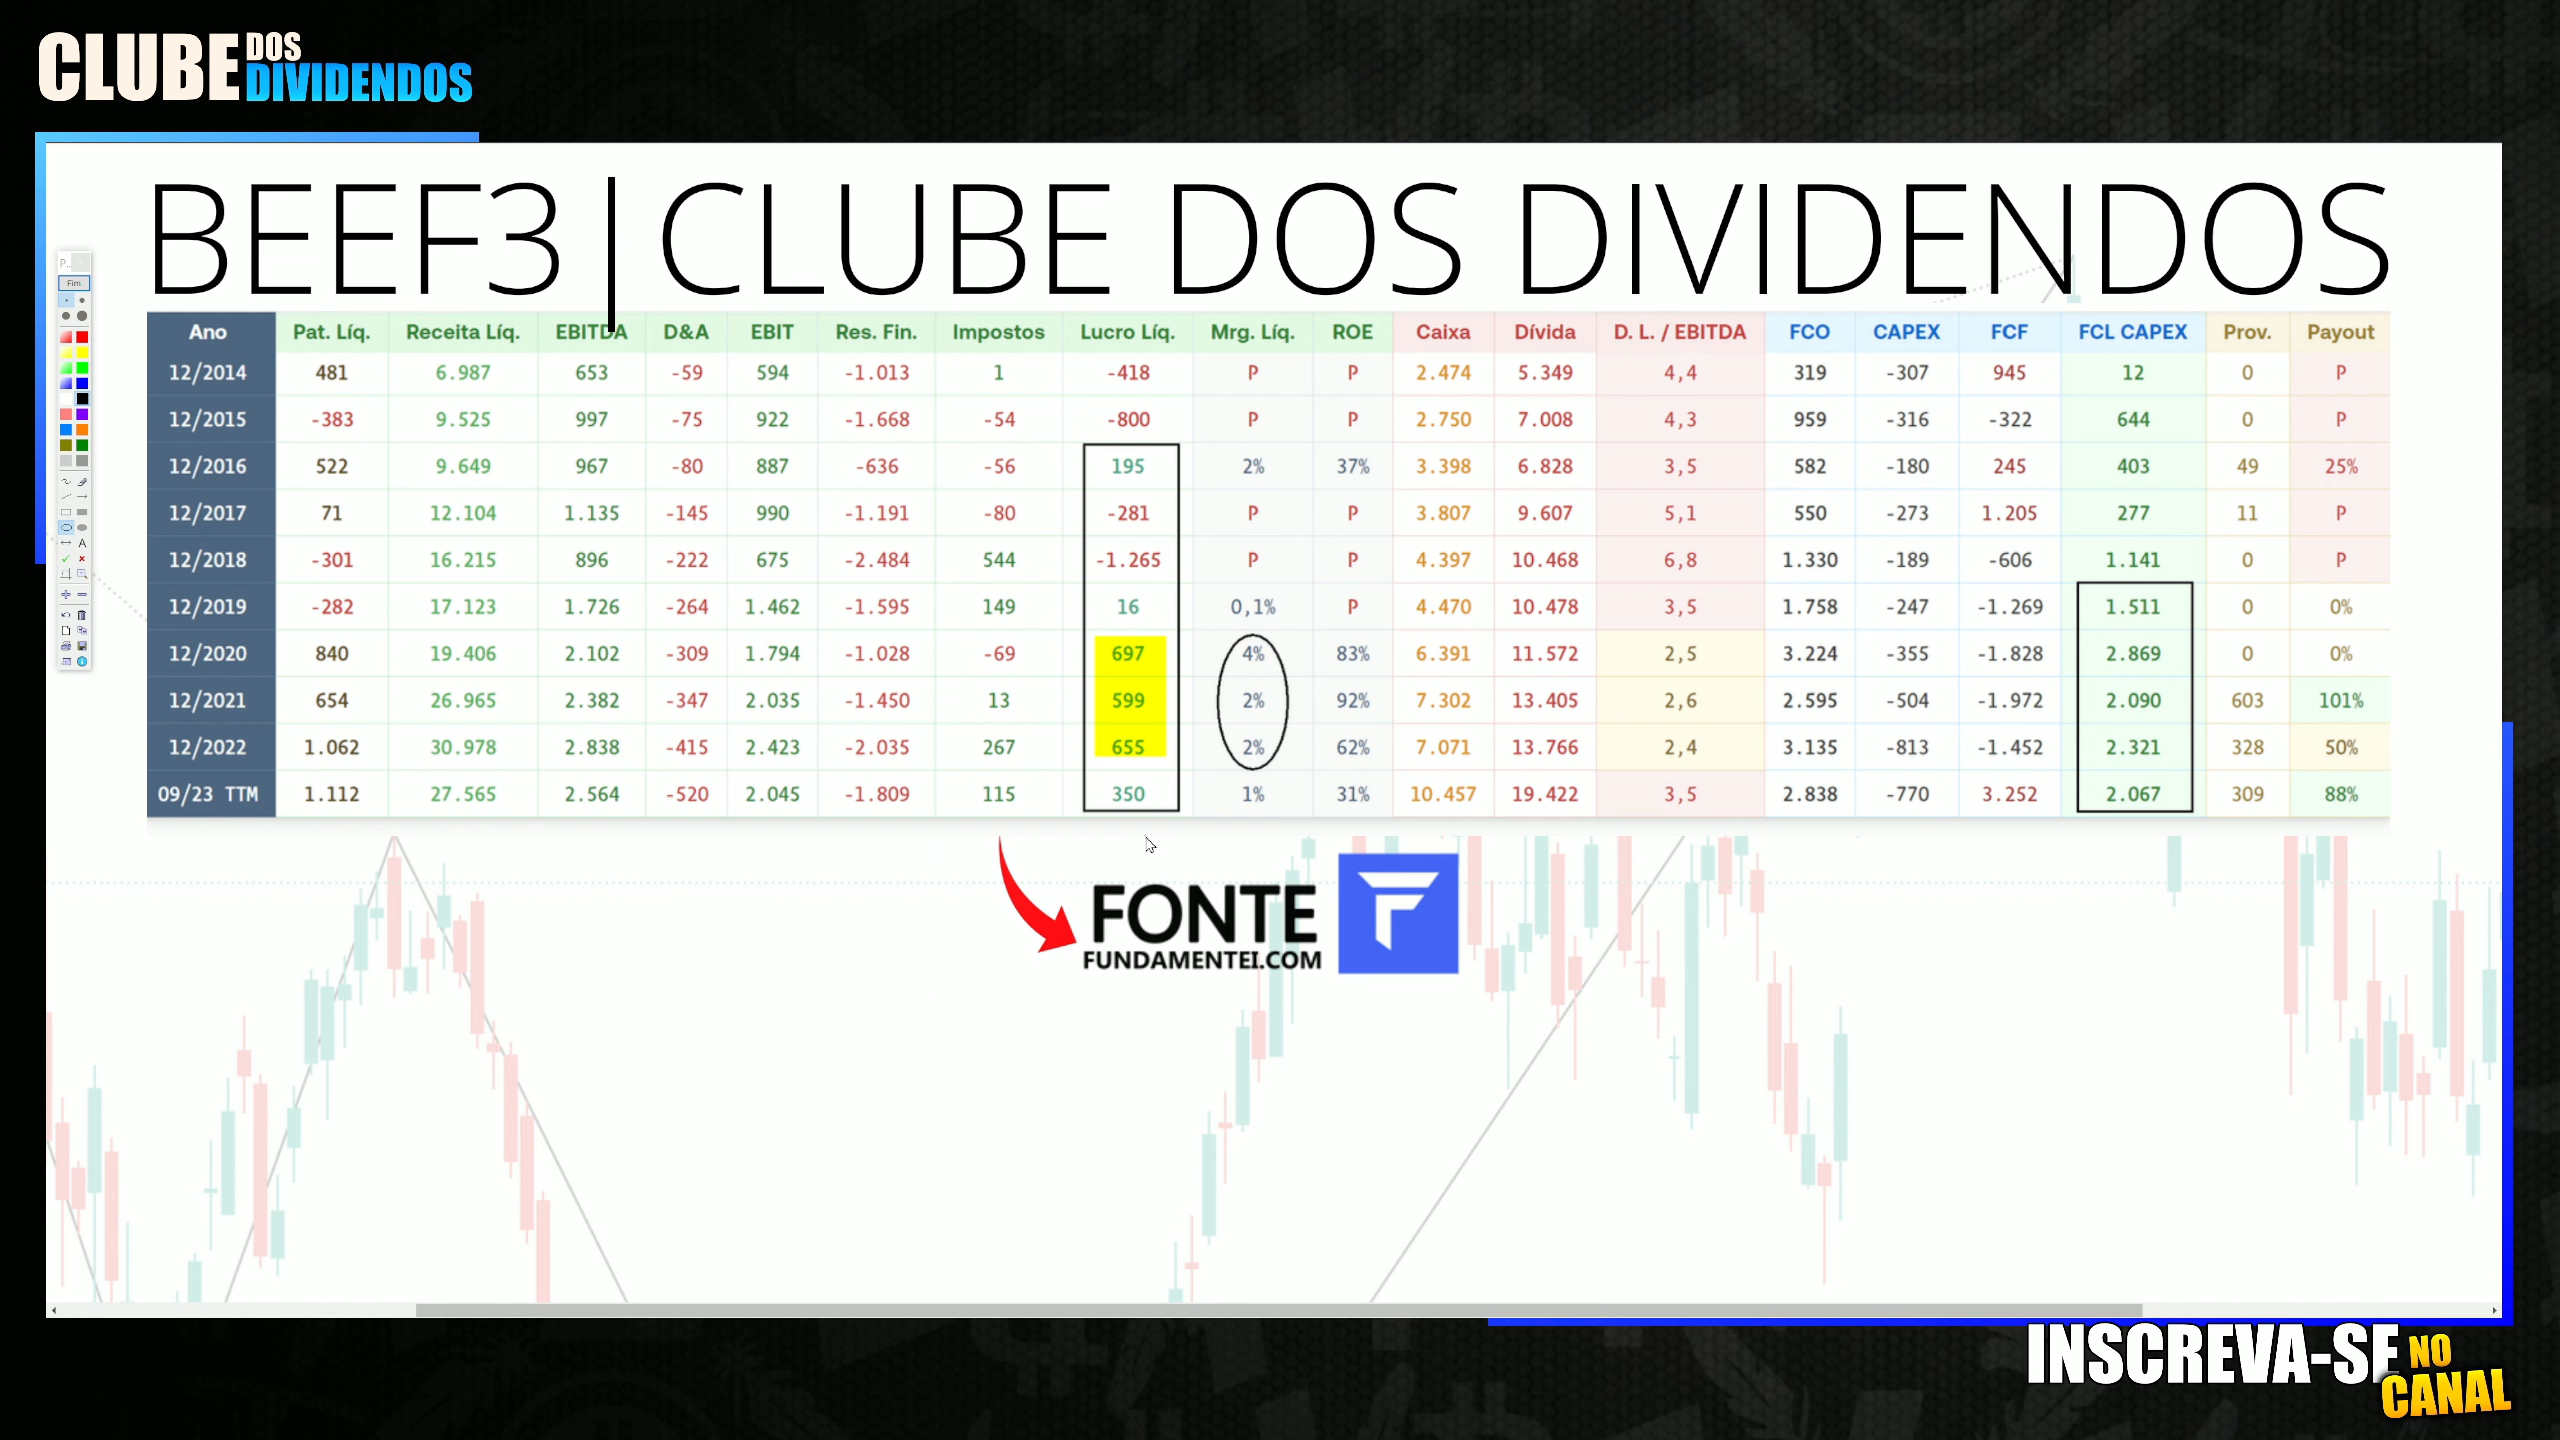 CLUBE DOS DIVIDENDOS
BEEF3|CLUBE DOS DIVIDENDOS
P..
Fim
A
Ano Pat. Líq. Receita Líq. EBITDA D&A EBIT Res. Fin. Impostos Lucro Líq. Mrg. Líq. ROE Caixa Dívida D. L. / EBITDA FCO CAPEX FCF FCL CAPEX Prov. Payout
12/2014 481 6.987 653 -59 594 -1.013 1 -418 P P 2.474 5.349 4,4 319 -307 945 12 0 P
12/2015 -383 9.525 997 -75 922 -1.668 -54 -800 P P 2.750 7.008 4,3 959 -316 -322 644 0 P
12/2016 522 9.649 967 -80 887 -636 -56 195 2% 37% 3.398 6.828 3,5 582 -180 245 403 49 25%
12/2017 71 12.104 1.135 -145 990 -1.191 -80 -281 P P 3.807 9.607 5,1 550 -273 1.205 277 11 P
12/2018 -301 16.215 896 -222 675 -2.484 544 -1.265 P P 4.397 10.468 6,8 1.330 -189 -606 1.141 0 P
12/2019 -282 17.123 1.726 -264 1.462 -1.595 149 16 0,1% P 4.470 10.478 3,5 1.758 -247 -1.269 1.511 0 0%
12/2020 840 19.406 2.102 -309 1.794 -1.028 -69 697 4% 83% 6.391 11.572 2,5 3.224 -355 -1.828 2.869 0 0%
12/2021 654 26.965 2.382 -347 2.035 -1.450 13 599 2% 92% 7.302 13.405 2,6 2.595 -504 -1.972 2.090 603 101%
12/2022 1.062 30.978 2.838 -415 2.423 -2.035 267 655 2% 62% 7.071 13.766 2,4 3.135 -813 -1.452 2.321 328 50%
09/23 TTM 1.112 27.565 2.564 -520 2.045 -1.809 115 350 1% 31% 10.457 19.422 3,5 2.838 -770 3.252 2.067 309 88%
FONTE
FUNDAMENTEI.COM
INSCREVA-SE NO
CANAL